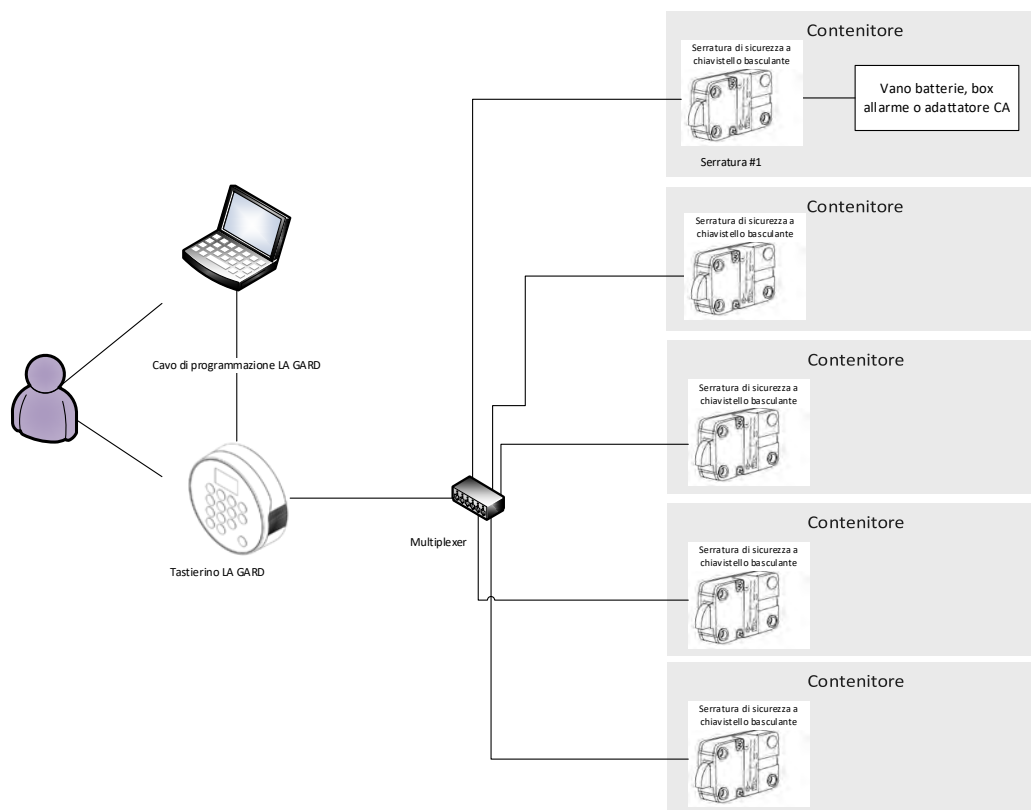 Contenitore
Serratura di sicurezza a
chiavistello basculante
Vano batterie, box
allarme o adattatore CA
Serratura #1
Contenitore
Serratura di sicurezza a
chiavistello basculante
Cavo di programmazione LA GARD
Contenitore
Serratura di sicurezza a
chiavistello basculante
Multiplexer
Tastierino LA GARD
Contenitore
Serratura di sicurezza a
chiavistello basculante
Contenitore
Serratura di sicurezza a
chiavistello basculante